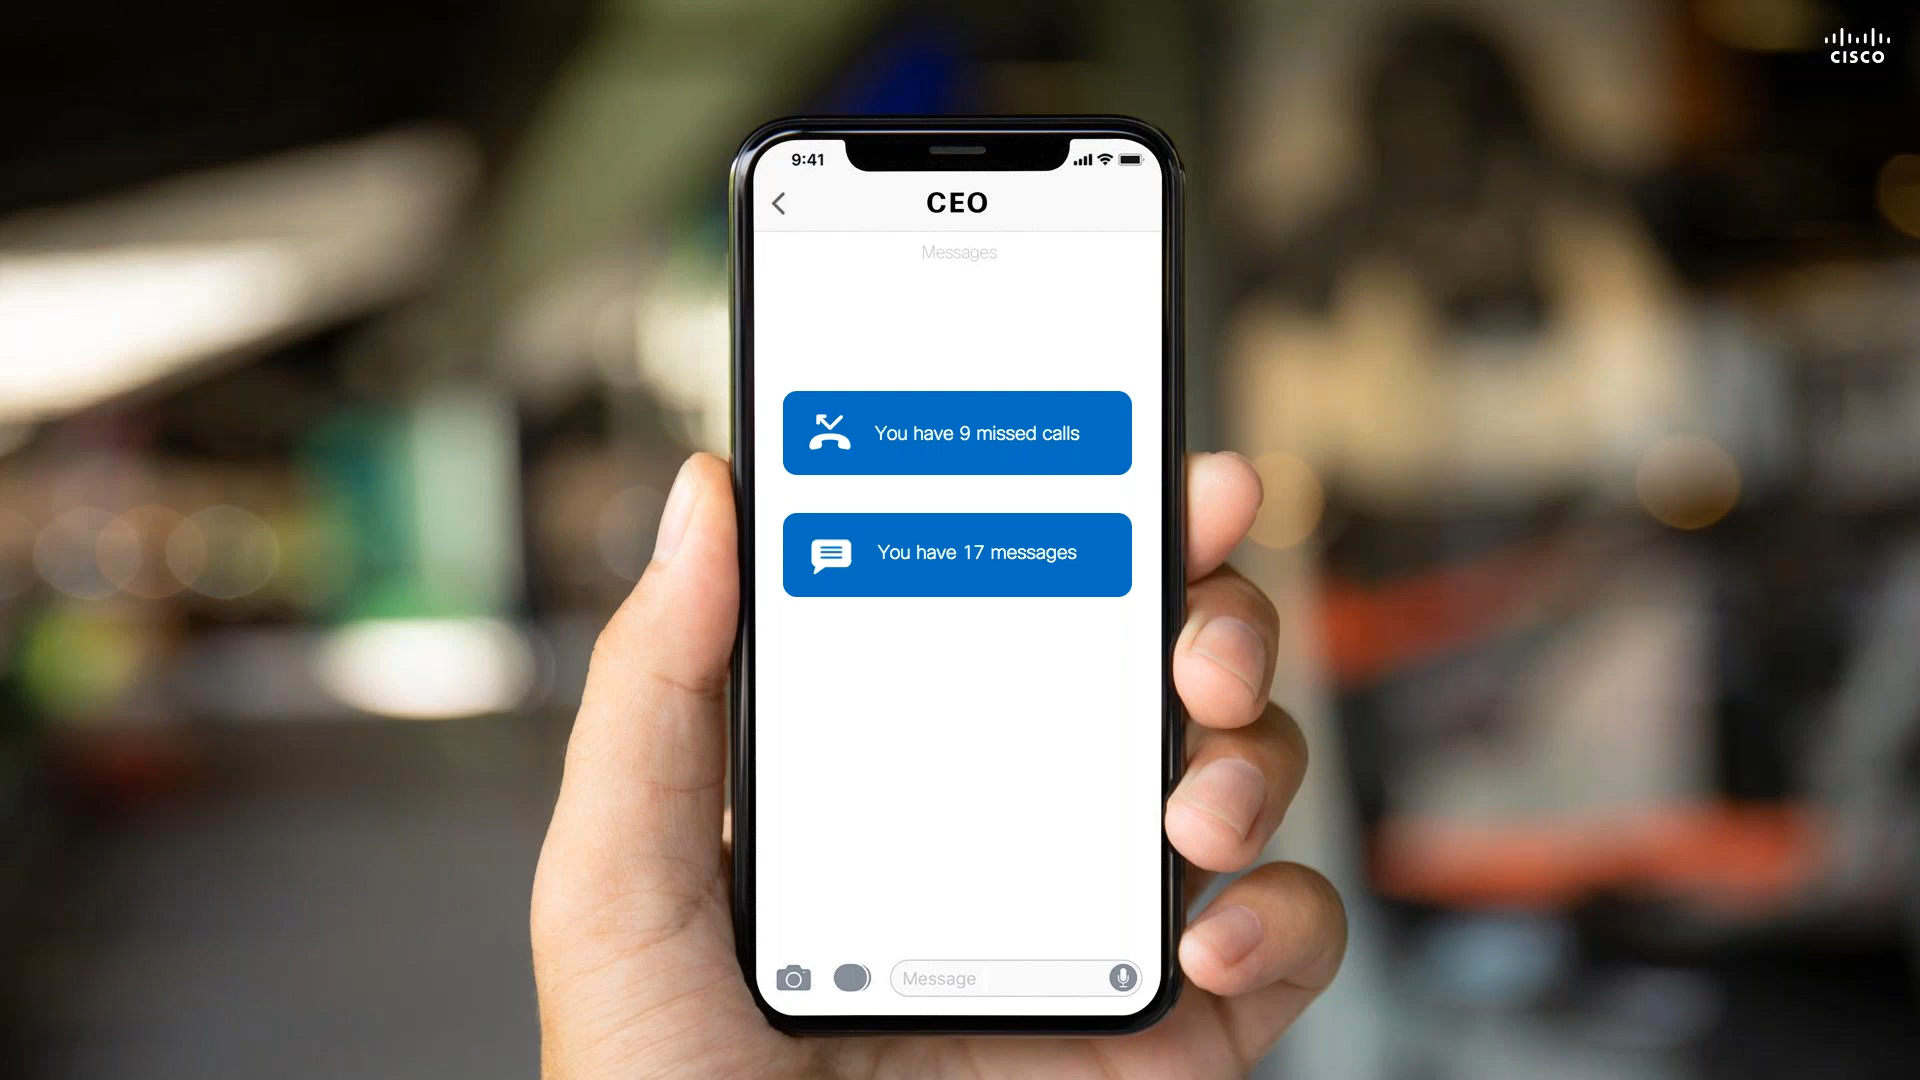 CISCO
9:41
CEO
Messages
You have 9 missed calls
You have 17 messages
Message